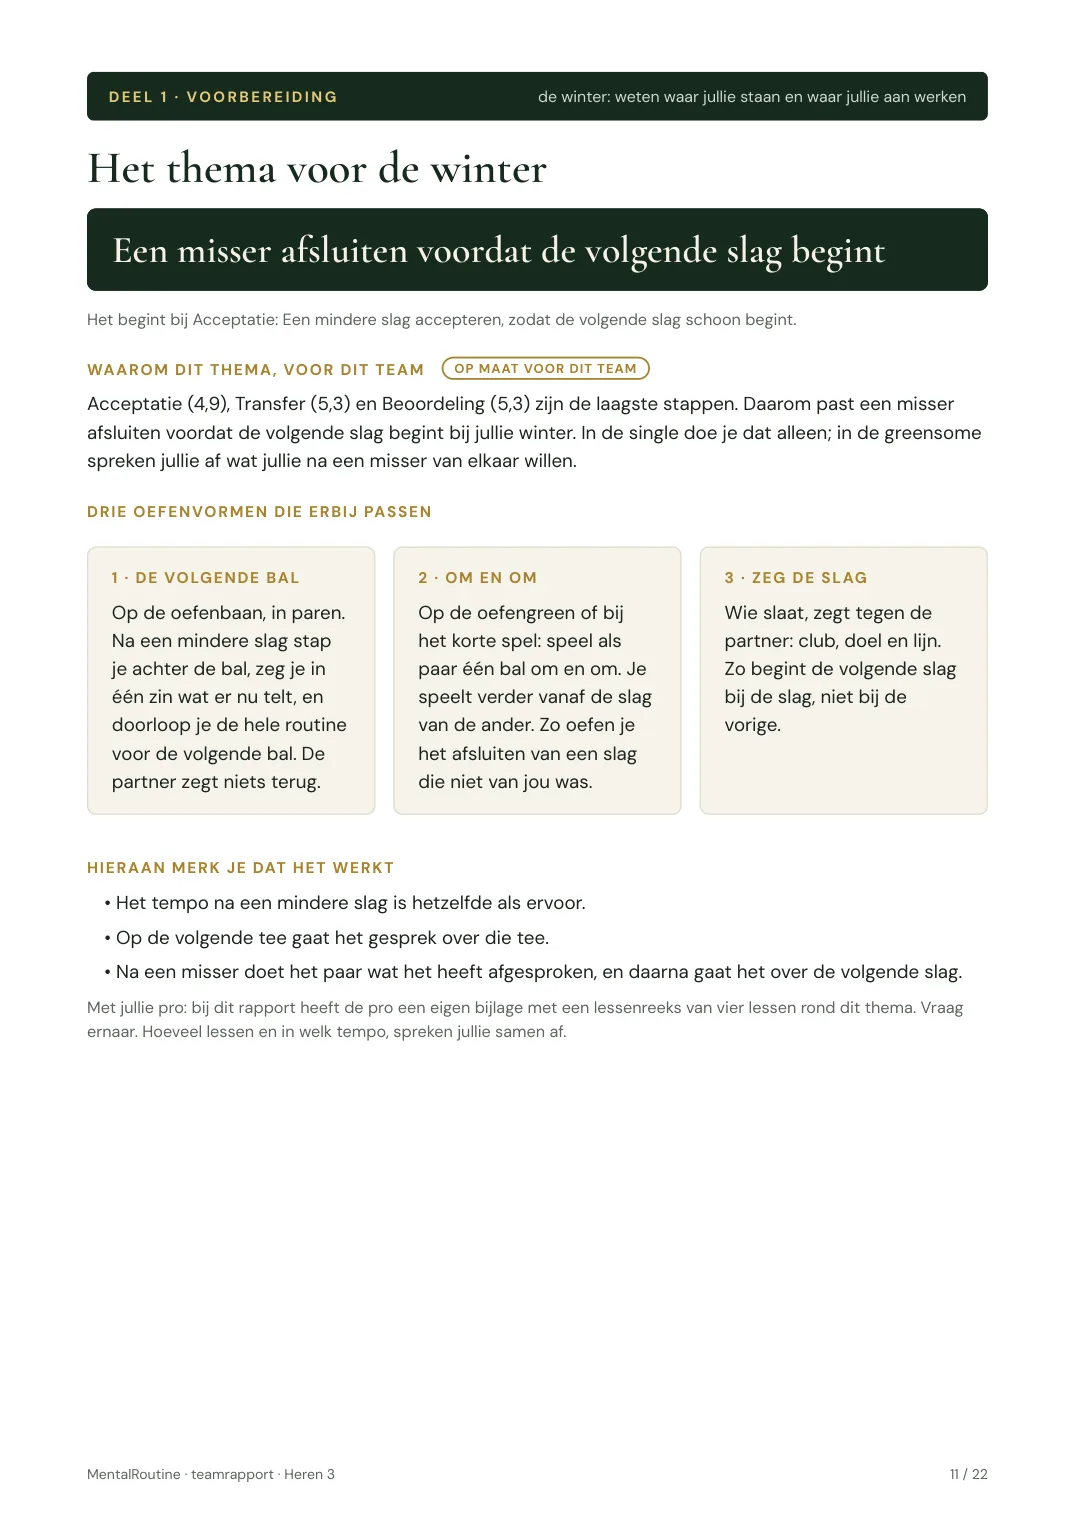 DEEL 1 · VOORBEREIDING
de winter: weten waar jullie staan en waar jullie aan werken
Het thema voor de winter
Een misser afsluiten voordat de volgende slag begint
Het begint bij Acceptatie: Een mindere slag accepteren, zodat de volgende slag schoon begint.
WAAROM DIT THEMA, VOOR DIT TEAM
OP MAAT VOOR DIT TEAM
Acceptatie (4,9), Transfer (5,3) en Beoordeling (5,3) zijn de laagste stappen. Daarom past een misser
afsluiten voordat de volgende slag begint bij jullie winter. In de single doe je dat alleen; in de greensome
spreken jullie af wat jullie na een misser van elkaar willen.
DRIE OEFENVORMEN DIE ERBIJ PASSEN
1 · DE VOLGENDE BAL
Op de oefenbaan, in paren.
Na een mindere slag stap
je achter de bal, zeg je in
één zin wat er nu telt, en
doorloop je de hele routine
voor de volgende bal. De
partner zegt niets terug.
2 · OM EN OM
Op de oefengreen of bij
het korte spel: speel als
paar één bal om en om. Je
speelt verder vanaf de slag
van de ander. Zo oefen je
het afsluiten van een slag
die niet van jou was.
3 · ZEG DE SLAG
Wie slaat, zegt tegen de
partner: club, doel en lijn.
Zo begint de volgende slag
bij de slag, niet bij de
vorige.
HIERAAN MERK JE DAT HET WERKT
• Het tempo na een mindere slag is hetzelfde als ervoor.
• Op de volgende tee gaat het gesprek over die tee.
• Na een misser doet het paar wat het heeft afgesproken, en daarna gaat het over de volgende slag.
Met jullie pro: bij dit rapport heeft de pro een eigen bijlage met een lessenreeks van vier lessen rond dit thema. Vraag
ernaar. Hoeveel lessen en in welk tempo, spreken jullie samen af.
MentalRoutine · teamrapport · Heren 3
11 / 22